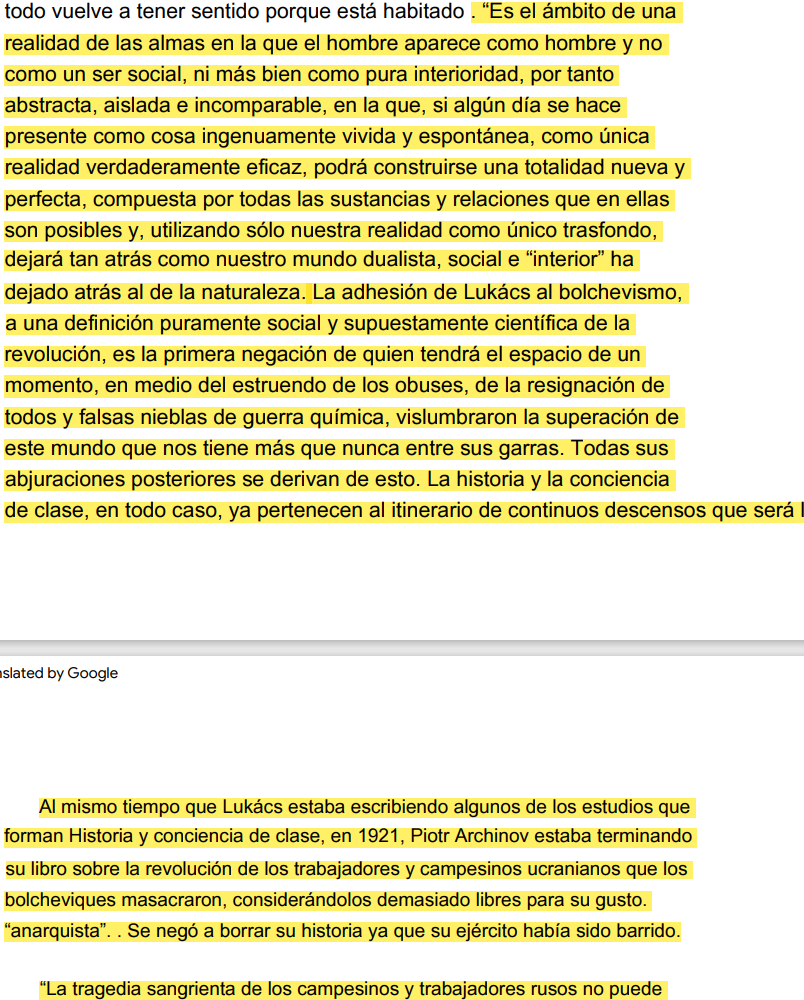 todo vuelve a tener sentido porque está habitado . “Es el ámbito de una
realidad de las almas en la que el hombre aparece como hombre y no
como un ser social, ni más bien como pura interioridad, por tanto
abstracta, aislada e incomparable, en la que, si algún día se hace
presente como cosa ingenuamente vivida y espontánea, como única
realidad verdaderamente eficaz, podrá construirse una totalidad nueva y
perfecta, compuesta por todas las sustancias y relaciones que en ellas
son posibles y, utilizando sólo nuestra realidad como único trasfondo,
dejará tan atrás como nuestro mundo dualista, social e “interior” ha
dejado atrás al de la naturaleza. La adhesión de Lukács al bolchevismo,
a una definición puramente social y supuestamente científica de la
revolución, es la primera negación de quien tendrá el espacio de un
momento, en medio del estruendo de los obuses, de la resignación de
todos y falsas nieblas de guerra química, vislumbraron la superación de
este mundo que nos tiene más que nunca entre sus garras. Todas sus
abjuraciones posteriores se derivan de esto. La historia y la conciencia
de clase, en todo caso, ya pertenecen al itinerario de continuos descensos que será
nslated by Google
Al mismo tiempo que Lukács estaba escribiendo algunos de los estudios que
forman Historia y conciencia de clase, en 1921, Piotr Archinov estaba terminando
su libro sobre la revolución de los trabajadores y campesinos ucranianos que los
bolcheviques masacraron, considerándolos demasiado libres para su gusto.
“anarquista”. . Se negó a borrar su historia ya que su ejército había sido barrido.
“La tragedia sangrienta de los campesinos y trabajadores rusos no puede